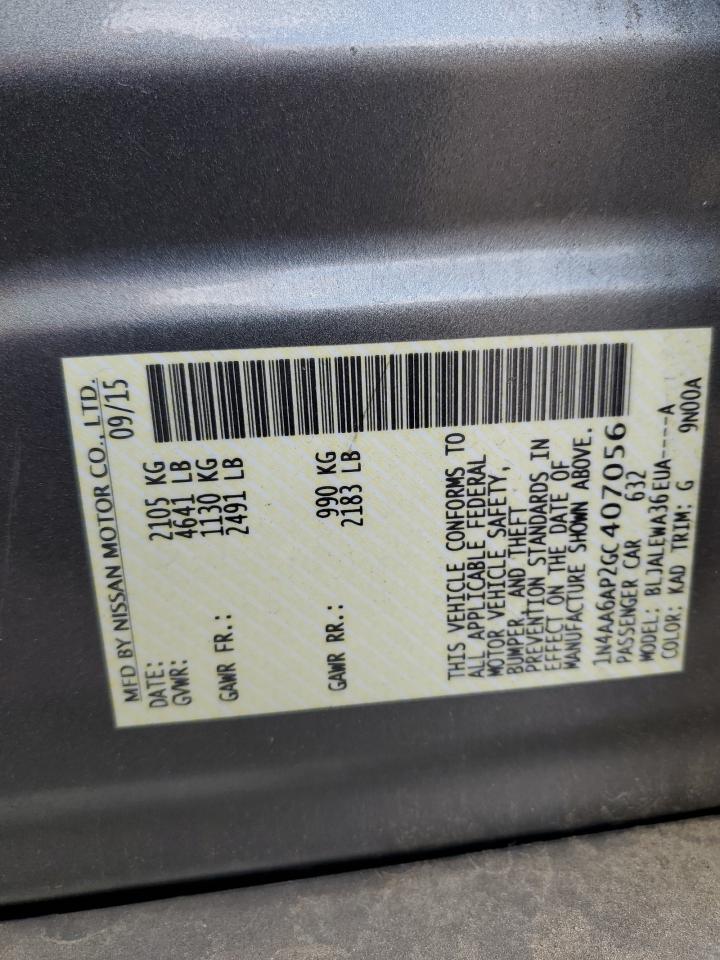 MFD BY NISSAN MOTOR CO., LTD.
DATE: 09/15
GVWR: 2105 KG
4641 LB
GAWR FR.: 1130 KG
2491 LB
GAWR RR.: 990 KG
2183 LB
THIS VEHICLE CONFORMS TO
ALL APPLICABLE FEDERAL
MOTOR VEHICLE SAFETY,
BUMPER, AND THEFT
PREVENTION STANDARDS IN
EFFECT ON THE DATE OF
MANUFACTURE SHOWN ABOVE.
1N4AA6AP2GC407056
PASSENGER CAR 632
MODEL: BLJALEWA36EUA----A
COLOR: KAD TRIM: G 9N00A